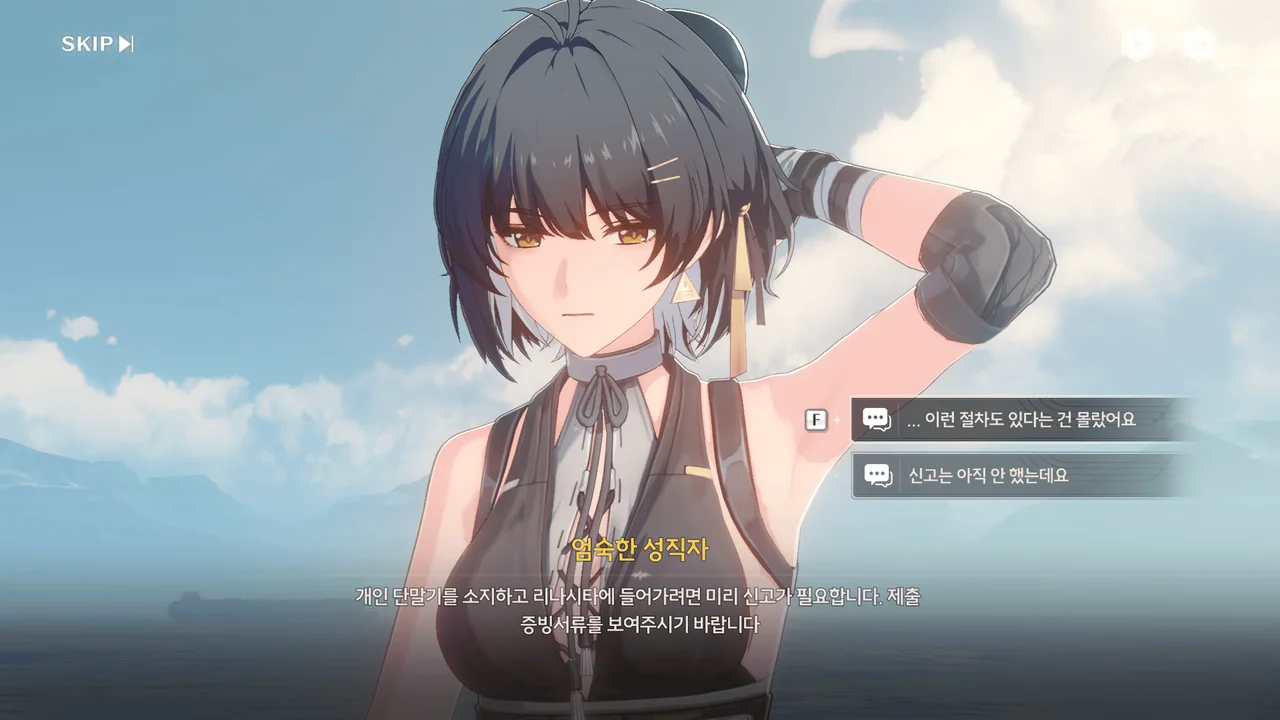 SKIP
F
... 이런 절차도 있다는 건 몰랐어요
신고는 아직 안 했는데요
엄숙한 성직자
개인 단말기를 소지하고 리나시타에 들어가려면 미리 신고가 필요합니다. 제출
증빙서류를 보여주시기 바랍니다